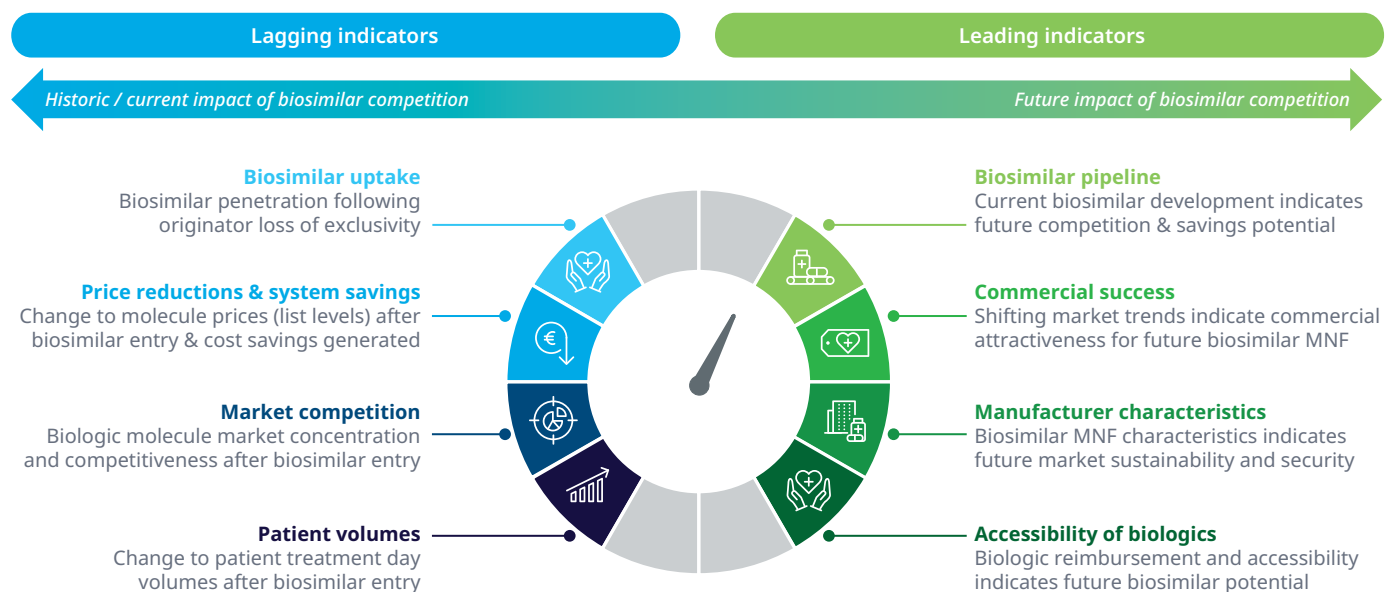 Lagging indicators
Leading indicators
Historic / current impact of biosimilar competition
Future impact of biosimilar competition
Biosimilar uptake
Biosimilar penetration following
originator loss of exclusivity
Price reductions & system savings
Change to molecule prices (list levels) after
biosimilar entry & cost savings generated
€
Market competition
Biologic molecule market concentration
and competitiveness after biosimilar entry
Patient volumes
Change to patient treatment day
volumes after biosimilar entry
Biosimilar pipeline
Current biosimilar development indicates
future competition & savings potential
Commercial success
Shifting market trends indicate commercial
attractiveness for future biosimilar MNF
Manufacturer characteristics
Biosimilar MNF characteristics indicates
future market sustainability and security
Accessibility of biologics
Biologic reimbursement and accessibility
indicates future biosimilar potential